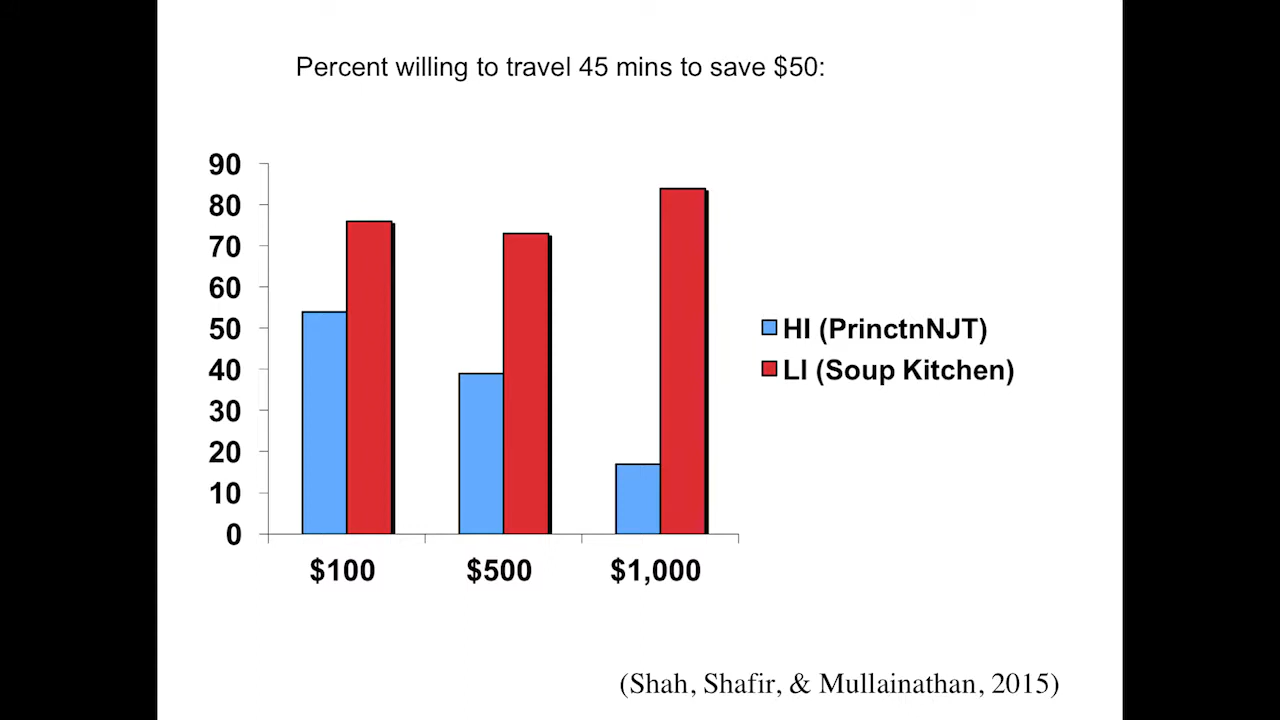 Percent willing to travel 45 mins to save $50:
90
80
70
60
50
40
30
20
10
0
$100 $500 $1,000
HI (PrinctnNJT)
LI (Soup Kitchen)
(Shah, Shafir, & Mullainathan, 2015)